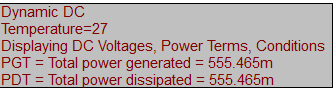 Dynamic DC
Temperature=27
Displaying DC Voltages, Power Terms, Conditions
PGT = Total power generated = 555.465m
PDT = Total power dissipated = 555.465m